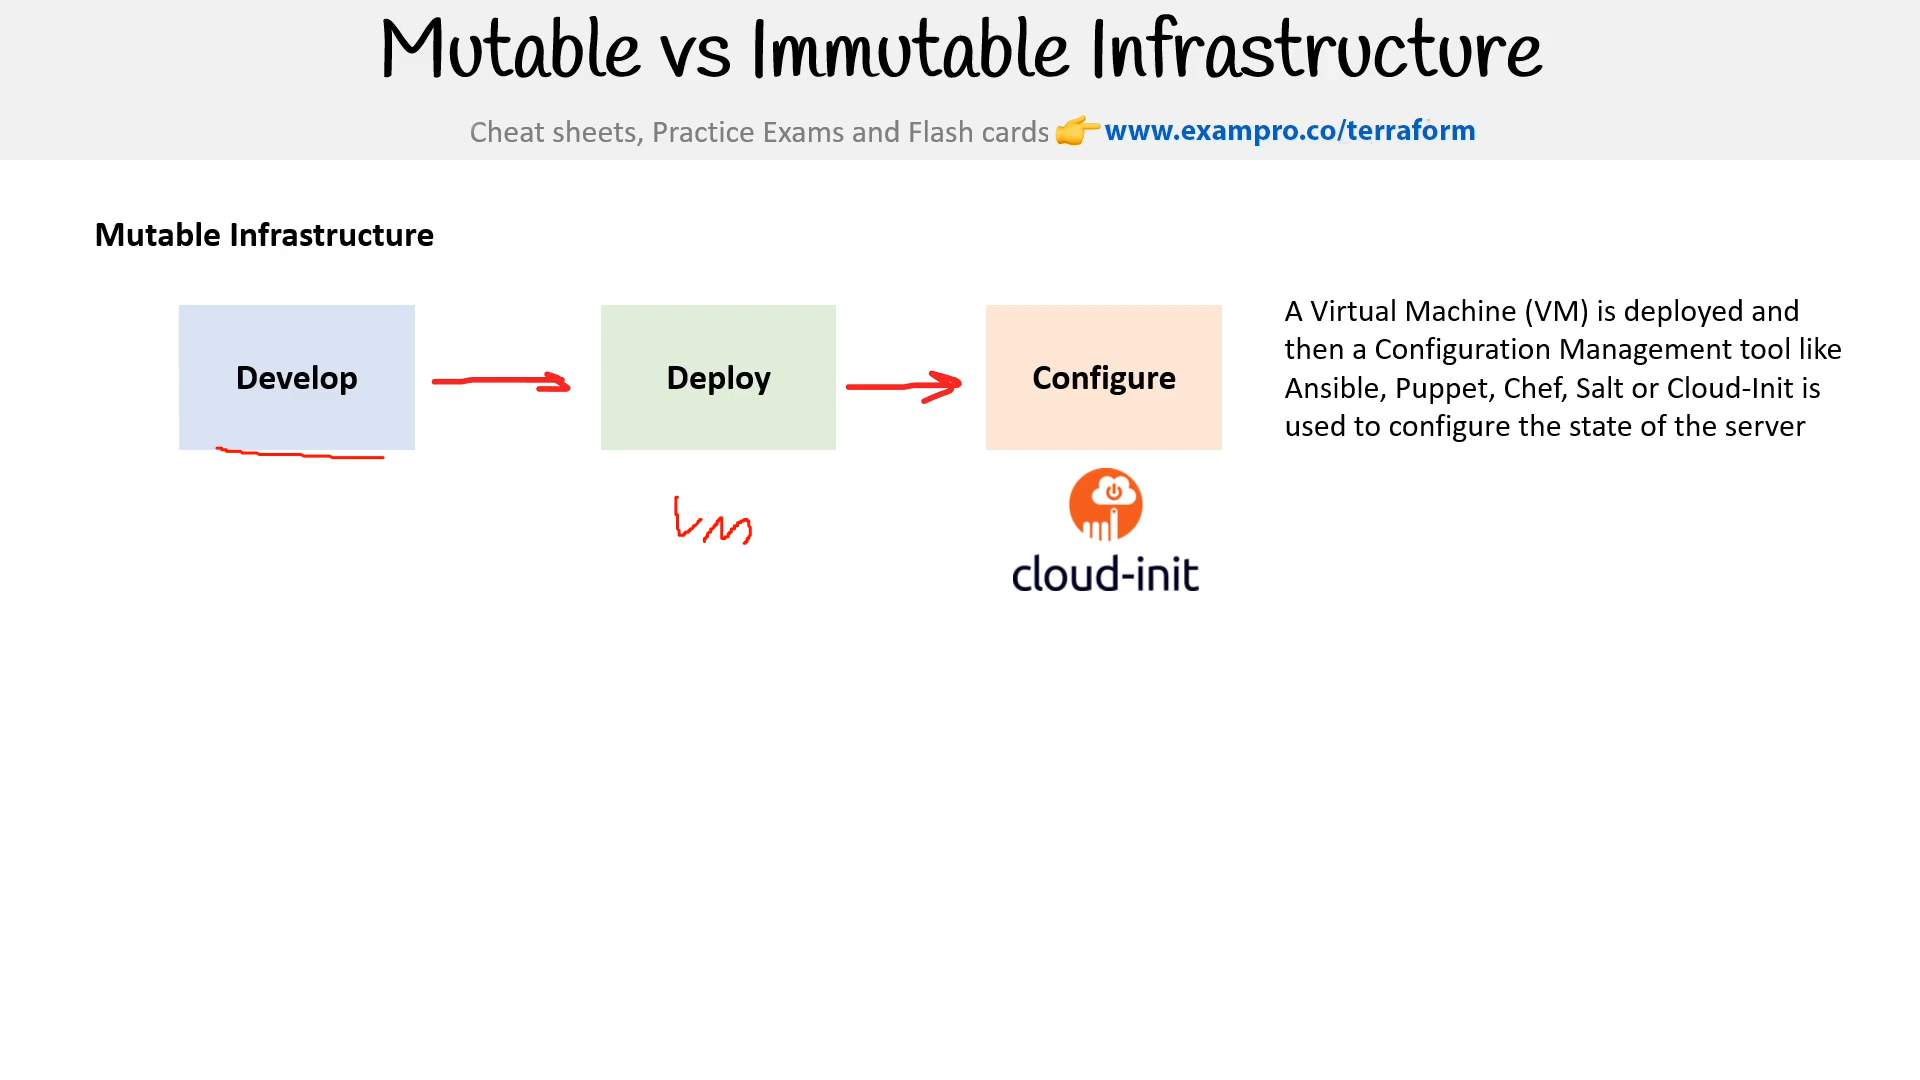 Mutable vs Immutable Infrastructure
Cheat sheets, Practice Exams and Flash cards 👉 www.exampro.co/terraform
Mutable Infrastructure
Develop
Deploy
Configure
A Virtual Machine (VM) is deployed and
then a Configuration Management tool like
Ansible, Puppet, Chef, Salt or Cloud-Init is
used to configure the state of the server
Vm
cloud-init